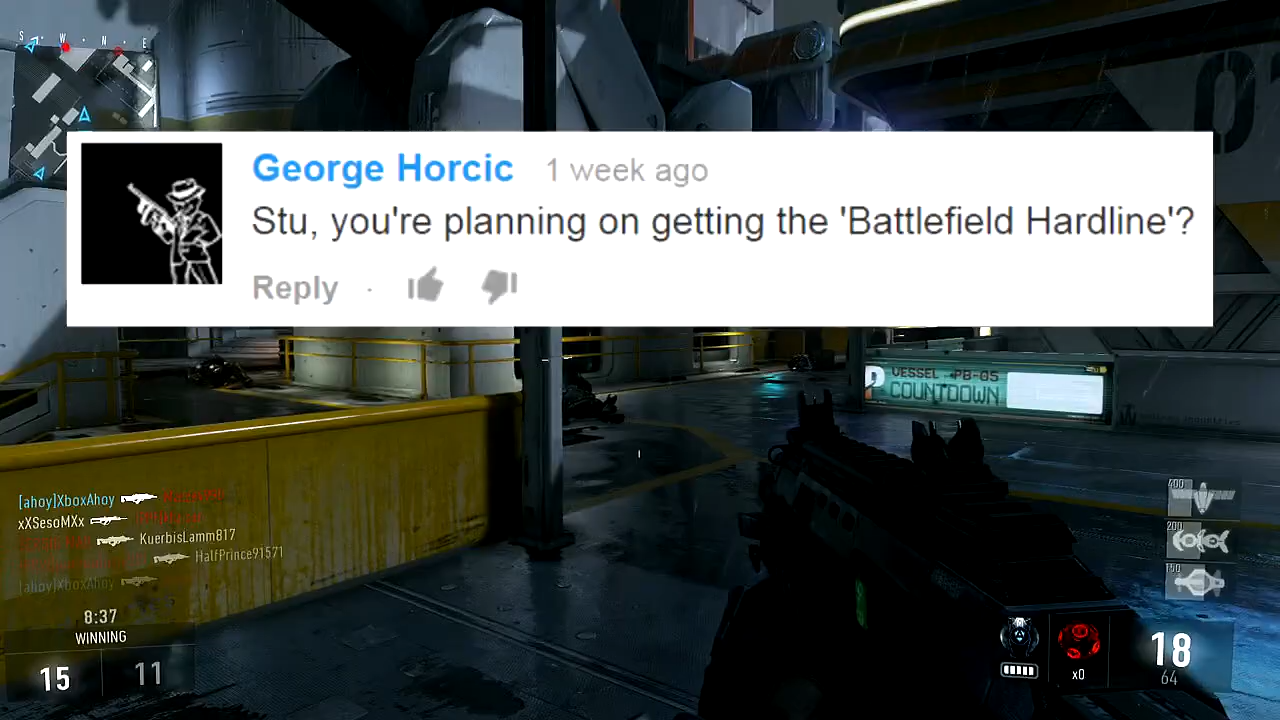 S W N E
George Horcic 1 week ago
Stu, you're planning on getting the 'Battlefield Hardline'?
Reply ·
07
VESSEL PB-05
COUNTDOWN
[ahoy]XboxAhoy
xXSesoMXx
KuerbisLamm817
HalfPrince91571
[ahoy]XboxAhoy
8:37
WINNING
15 11
400
200
x0
18
64